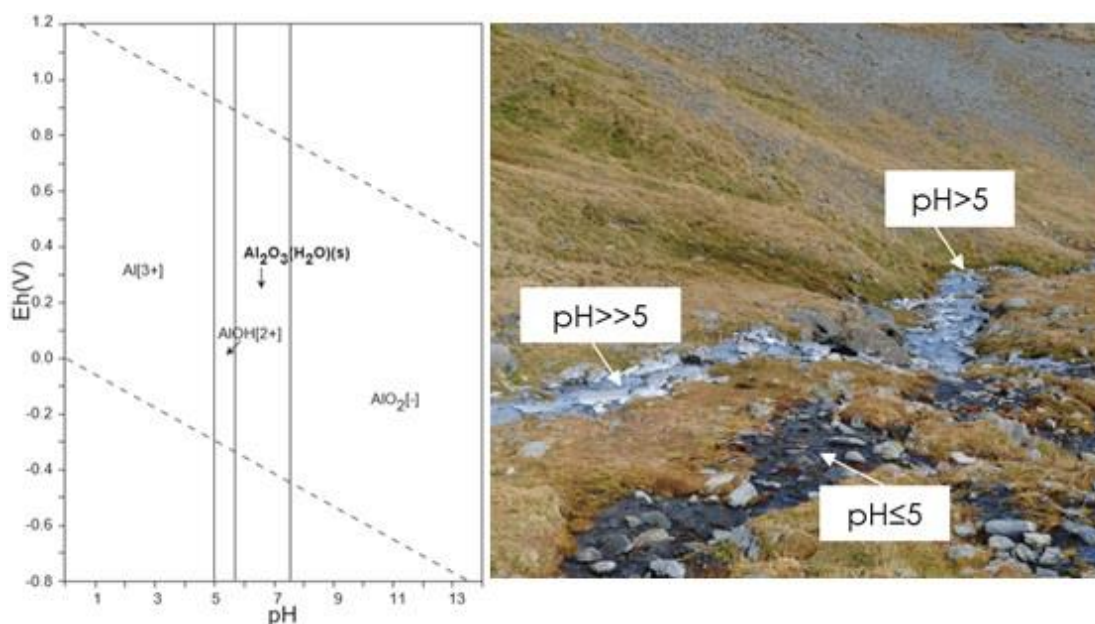 1.2
1.0
0.8
0.6
0.4
0.2
0.0
-0.2
-0.4
-0.6
-0.8
Eh(V)
Al[3+]
AlOH[2+]
Al2O3(H2O)(s)
AlO2[-]
1 3 5 7 9 11 13
pH
pH>5
pH>>5
pH≤5